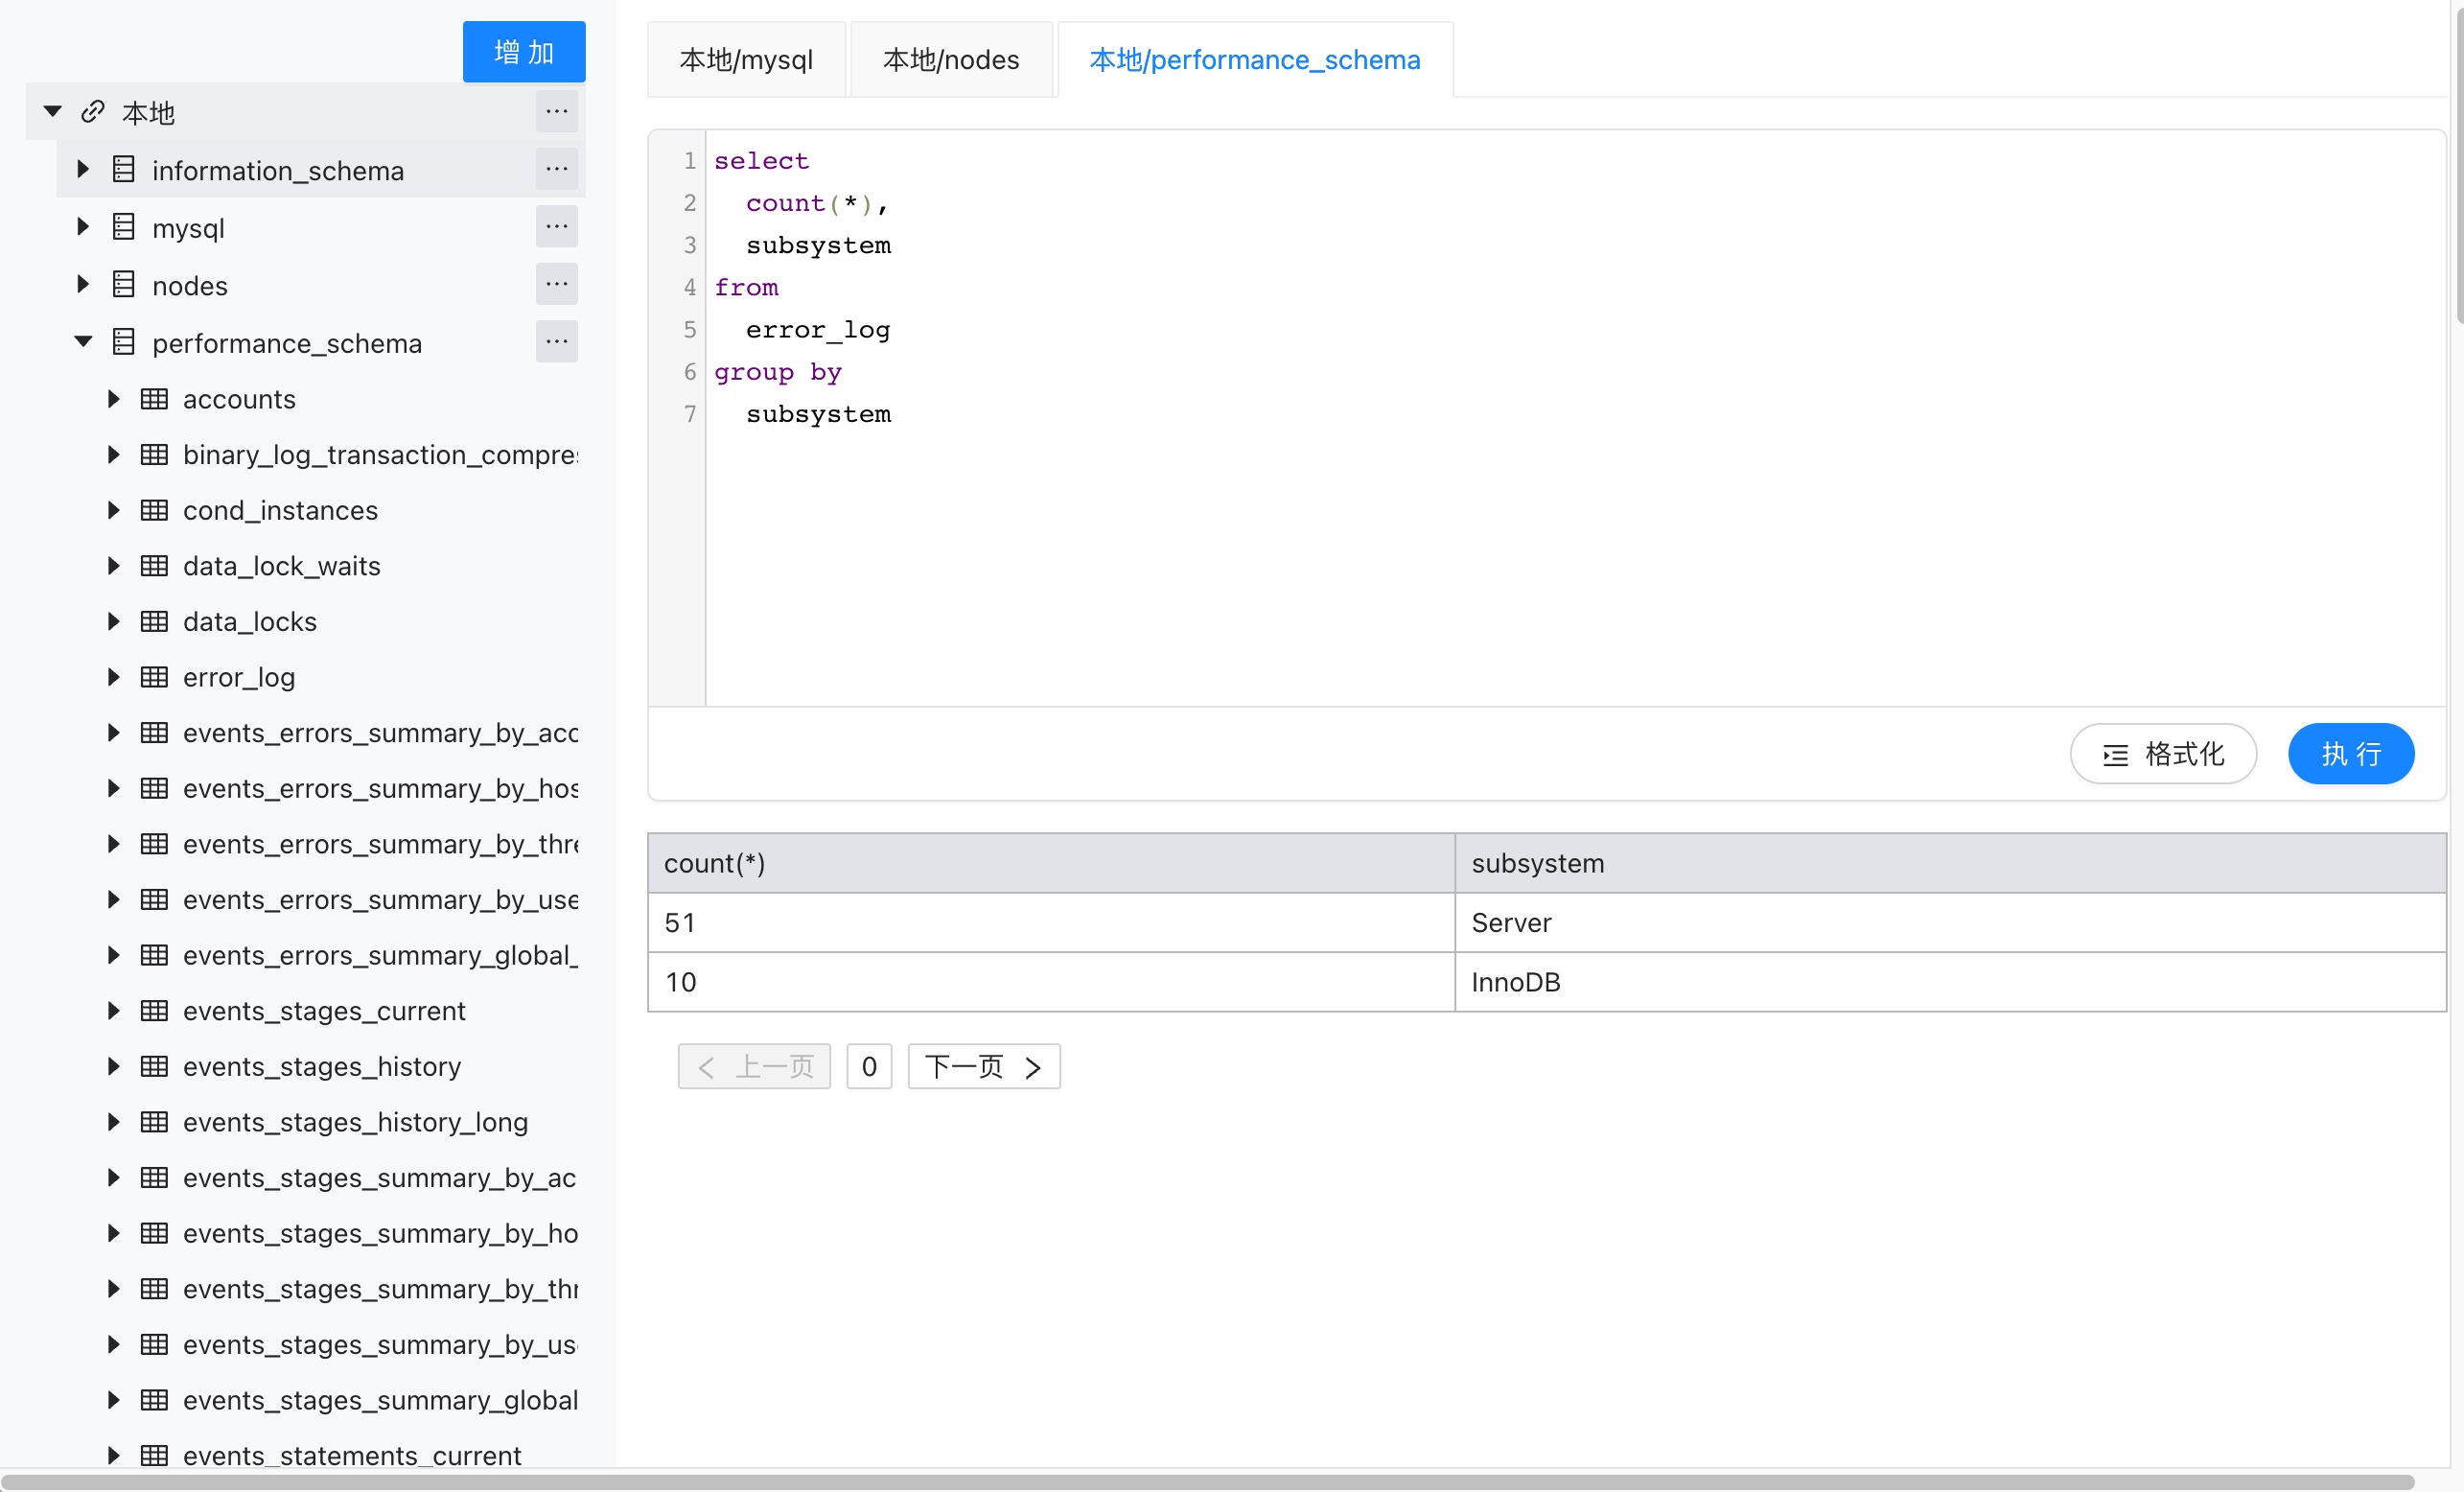 增 加
本地
information_schema
mysql
nodes
performance_schema
accounts
binary_log_transaction_compres
cond_instances
data_lock_waits
data_locks
error_log
events_errors_summary_by_acc
events_errors_summary_by_hos
events_errors_summary_by_thre
events_errors_summary_by_use
events_errors_summary_global_
events_stages_current
events_stages_history
events_stages_history_long
events_stages_summary_by_ac
events_stages_summary_by_ho
events_stages_summary_by_thr
events_stages_summary_by_us
events_stages_summary_global
events_statements_current
本地/mysql 本地/nodes 本地/performance_schema
1 select
2 count(*),
3 subsystem
4 from
5 error_log
6 group by
7 subsystem
格式化 执 行
count(*) subsystem
51 Server
10 InnoDB
上一页 0 下一页